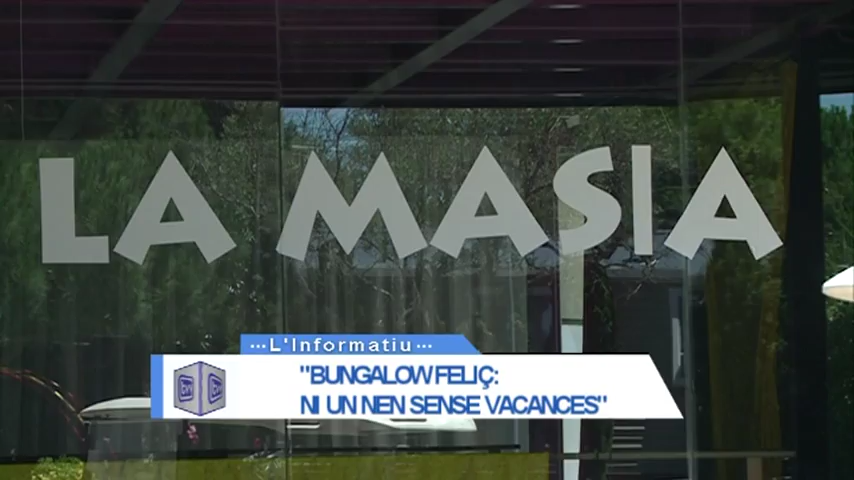 LA MASIA
···L'Informatiu···
"BUNGALOW FELIÇ:
NI UN NEN SENSE VACANCES"